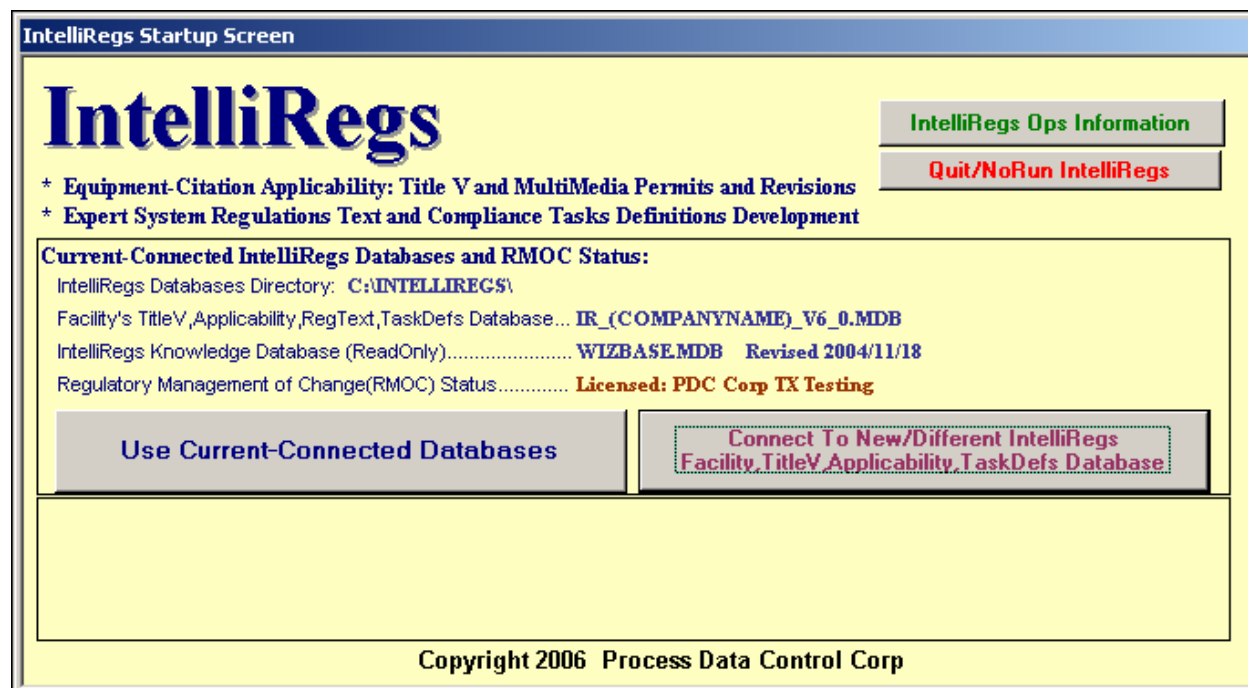 IntelliRegs Startup Screen
IntelliRegs
IntelliRegs Ops Information
Quit/NoRun IntelliRegs
* Equipment-Citation Applicability: Title V and MultiMedia Permits and Revisions
* Expert System Regulations Text and Compliance Tasks Definitions Development
Current-Connected IntelliRegs Databases and RMOC Status:
IntelliRegs Databases Directory: C:\INTELLIREGS\
Facility's TitleV,Applicability,RegText,TaskDefs Database... IR_(COMPANYNAME)_V6_0.MDB
IntelliRegs Knowledge Database (ReadOnly)...................... WIZBASE.MDB Revised 2004/11/18
Regulatory Management of Change(RMOC) Status............. Licensed: PDC Corp TX Testing
Use Current-Connected Databases
Connect To New/Different IntelliRegs
Facility,TitleV,Applicability,TaskDefs Database
Copyright 2006 Process Data Control Corp